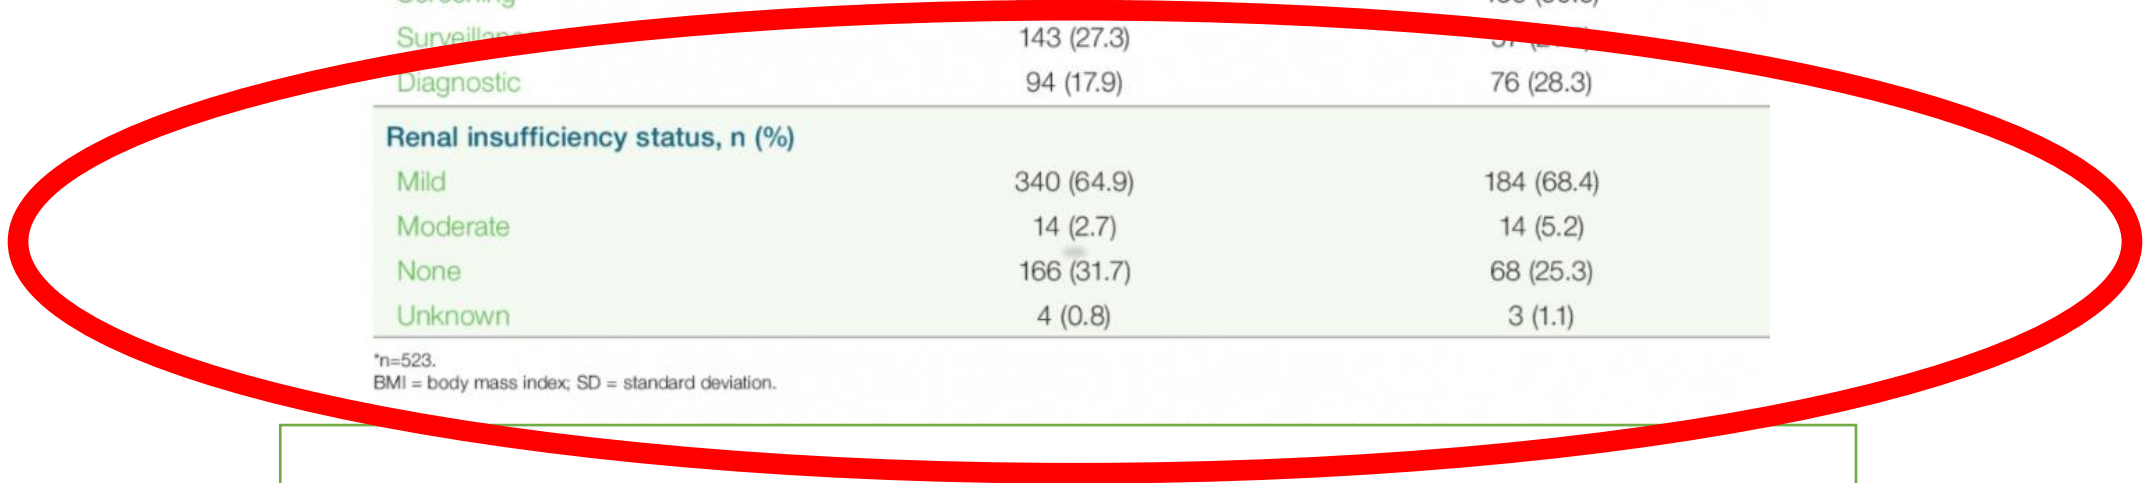 Surveillance 143 (27.3)
Diagnostic 94 (17.9) 76 (28.3)
Renal insufficiency status, n (%)
Mild 340 (64.9) 184 (68.4)
Moderate 14 (2.7) 14 (5.2)
None 166 (31.7) 68 (25.3)
Unknown 4 (0.8) 3 (1.1)
*n=523.
BMI = body mass index; SD = standard deviation.